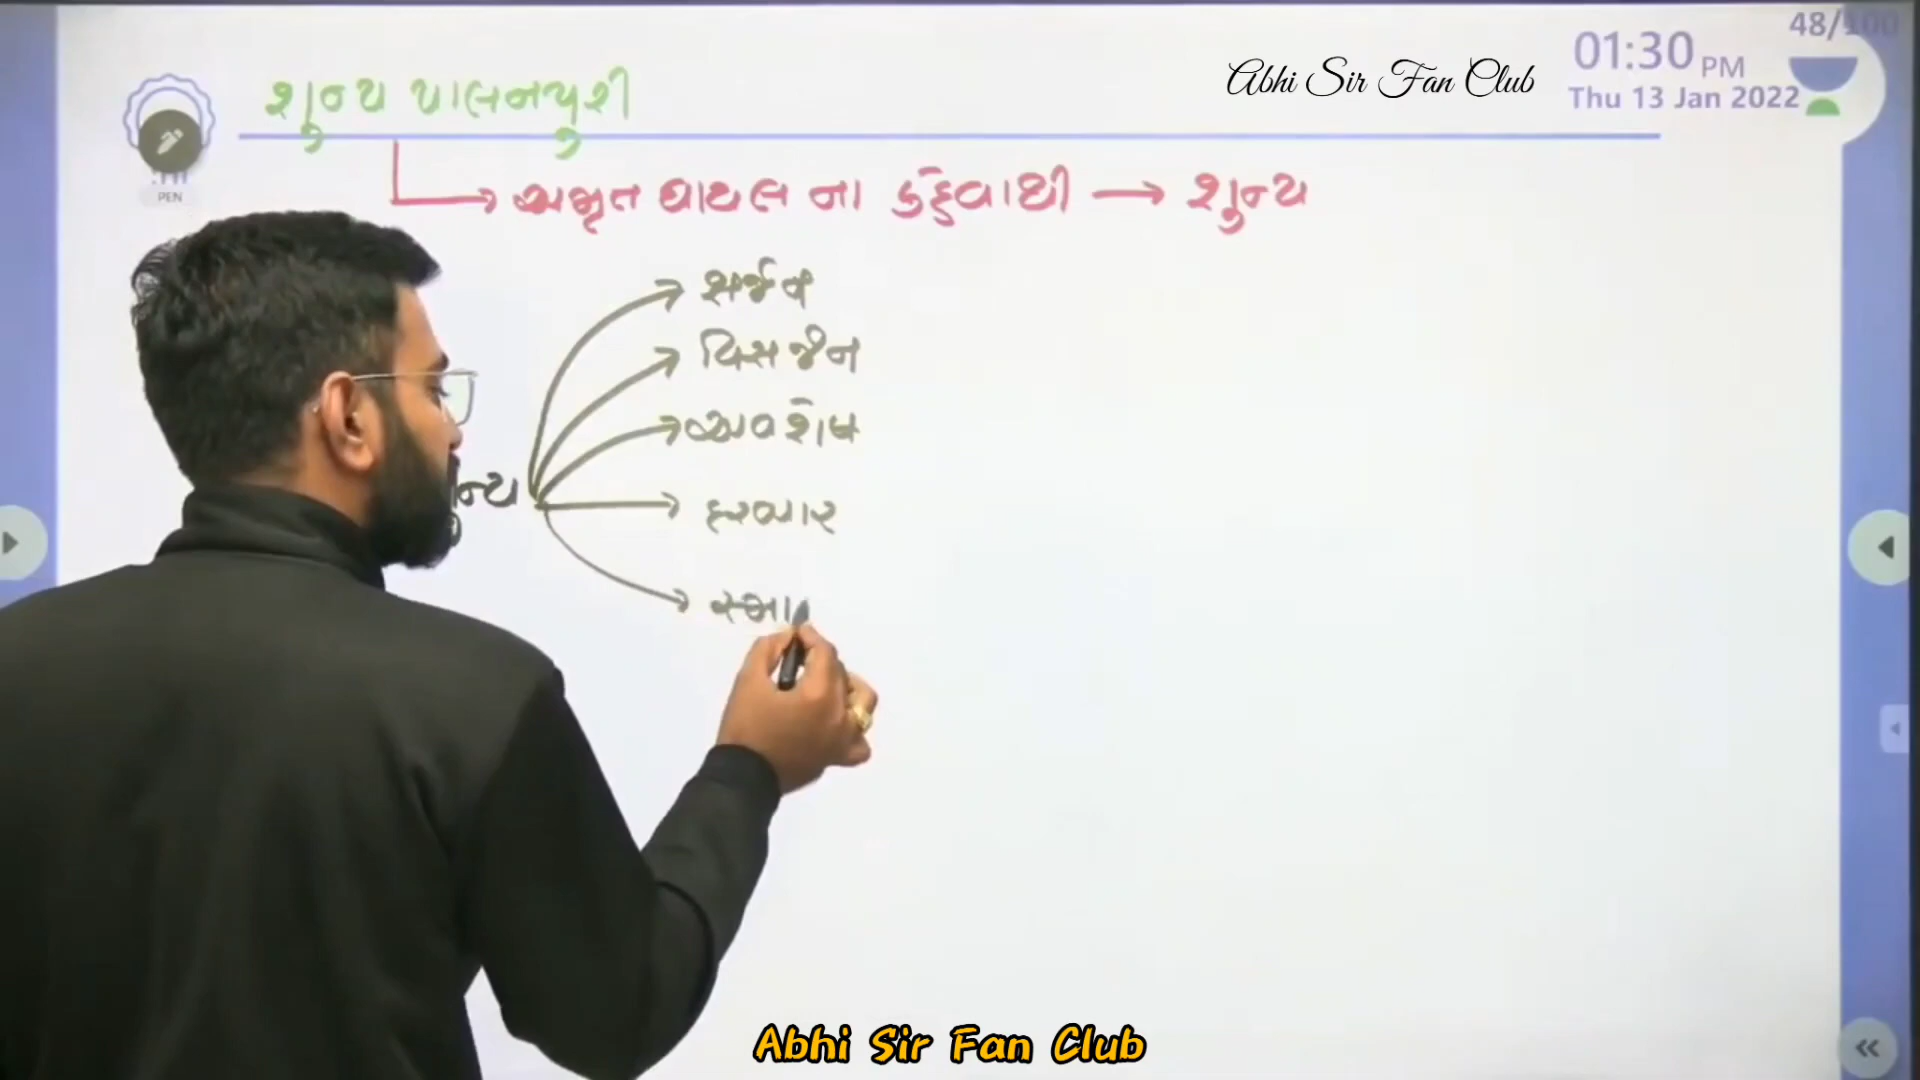 48/100
01:30 PM
Abhi Sir Fan Club
Thu 13 Jan 2022
શૂન્ય પાલનપુરી
PEN
અમૃત ઘાયલ ના કહેવાથી → શૂન્ય
સર્જન
વિસર્જન
અવશેષ
ન્ય
દરબાર
સ્મા
Abhi Sir Fan Club